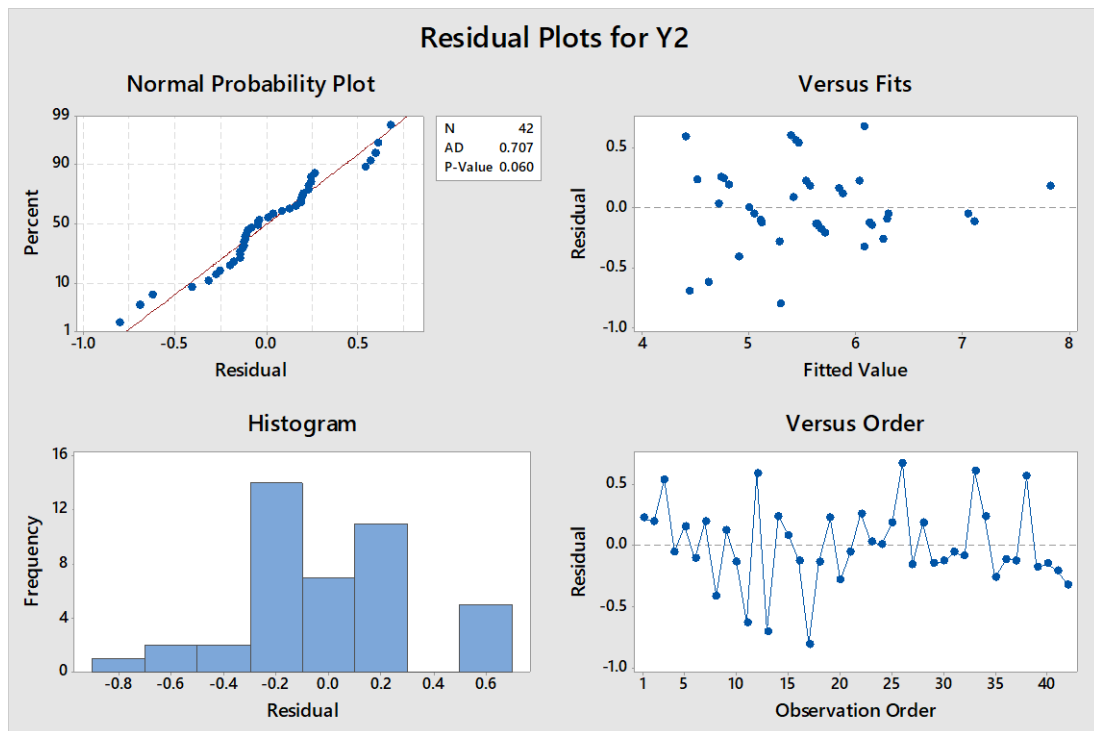 Residual Plots for Y2
Normal Probability Plot
99
90
50
10
1
Percent
-1.0 -0.5 0.0 0.5
Residual
N 42
AD 0.707
P-Value 0.060
Versus Fits
0.5
0.0
-0.5
-1.0
Residual
4 5 6 7 8
Fitted Value
Histogram
16
12
8
4
0
Frequency
-0.8 -0.6 -0.4 -0.2 0.0 0.2 0.4 0.6
Residual
Versus Order
0.5
0.0
-0.5
-1.0
Residual
1 5 10 15 20 25 30 35 40
Observation Order